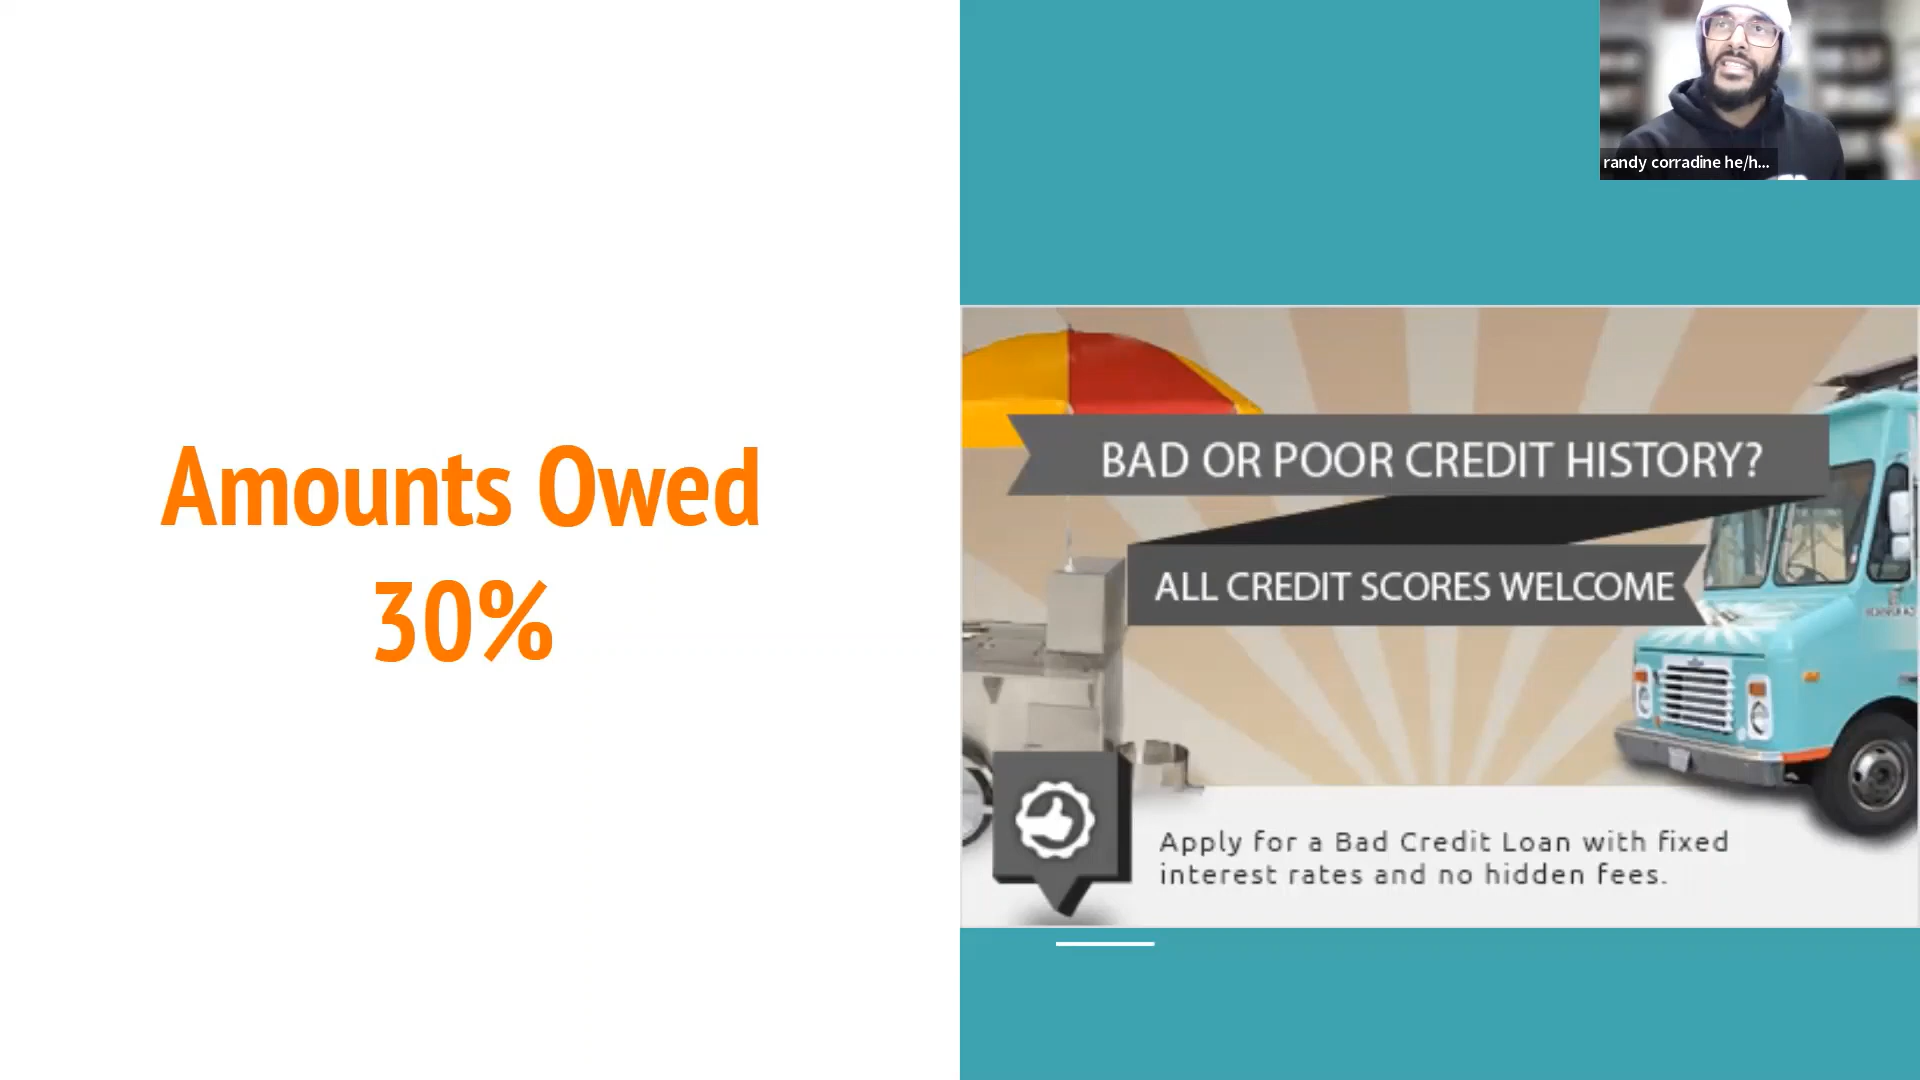 randy corradine he/h...
Amounts Owed
30%
BAD OR POOR CREDIT HISTORY?
ALL CREDIT SCORES WELCOME
Apply for a Bad Credit Loan with fixed
interest rates and no hidden fees.